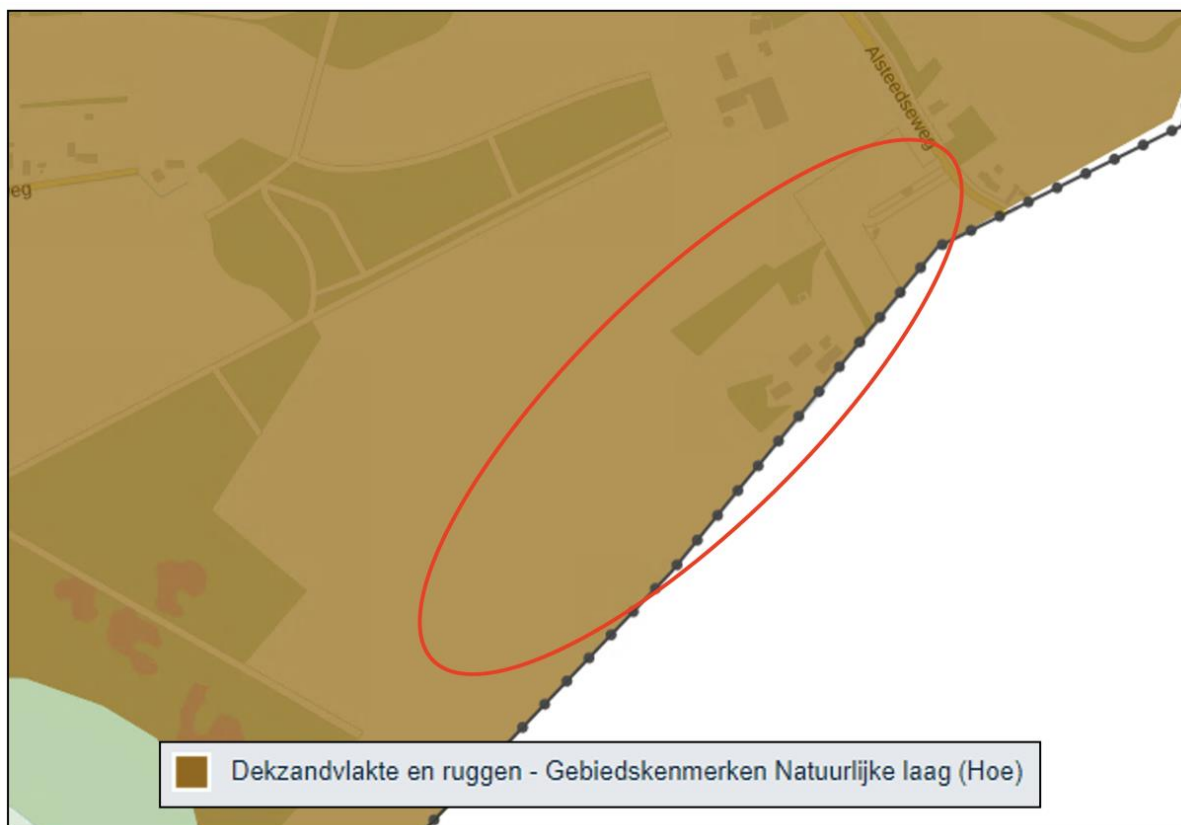 Alsteedseweg
eg
Dekzandvlakte en ruggen - Gebiedskenmerken Natuurlijke laag (Hoe)